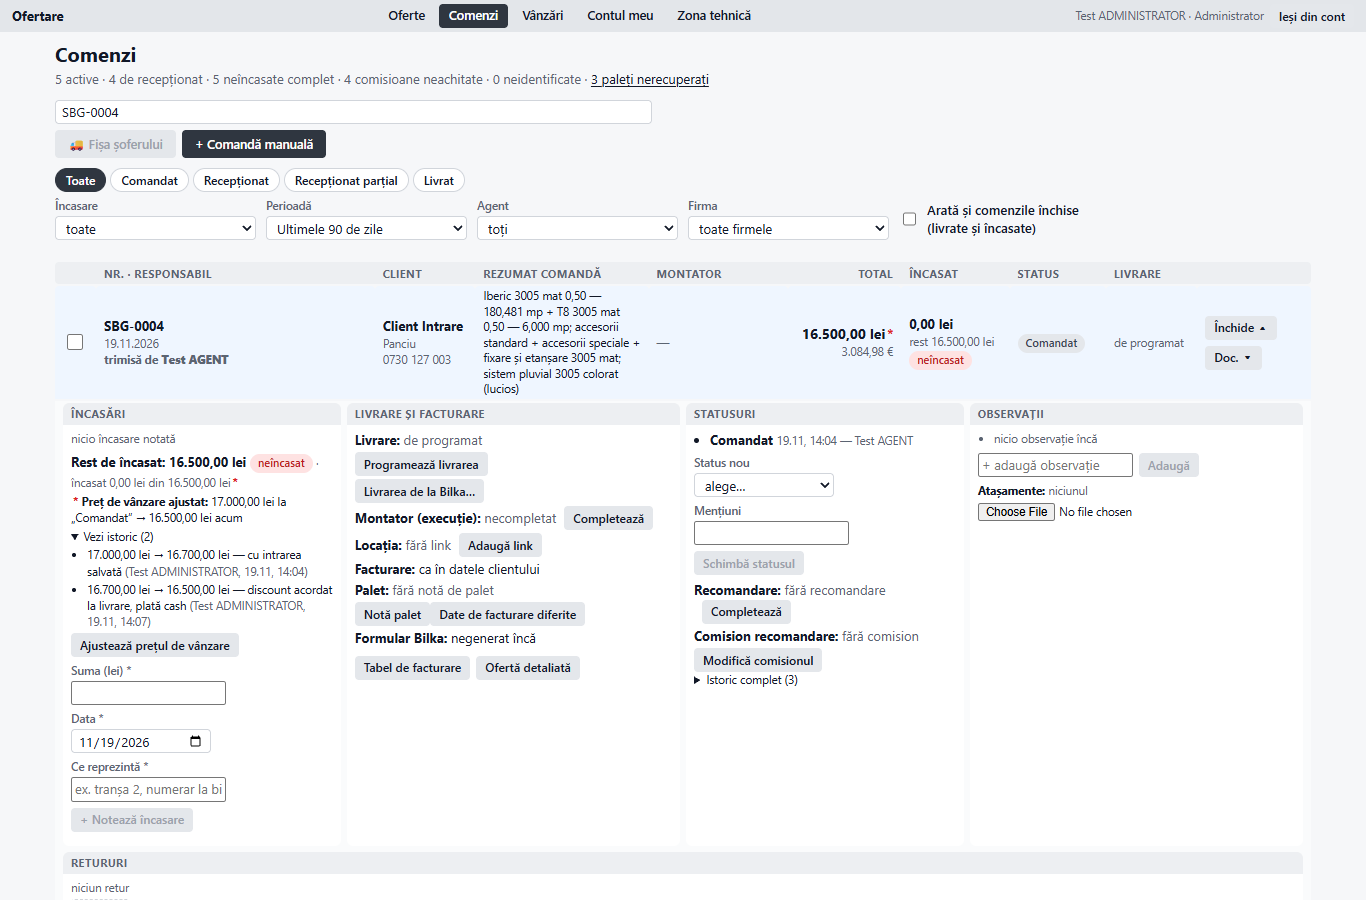 Ofertare
Oferte
Comenzi
Vânzări
Contul meu
Zona tehnică
Test ADMINISTRATOR · Administrator
Ieși din cont
Comenzi
5 active · 4 de recepționat · 5 neîncasate complet · 4 comisioane neachitate · 0 neidentificate · 3 paleți nerecuperați
SBG-0004
🚚 Fișa șoferului
+ Comandă manuală
Toate
Comandat
Recepționat
Recepționat parțial
Livrat
Încasare
Perioadă
Agent
Firma
toate
Ultimele 90 de zile
toți
toate firmele
Arată și comenzile închise
(livrate și încasate)
NR. · RESPONSABIL
CLIENT
REZUMAT COMANDĂ
MONTATOR
TOTAL
ÎNCASAT
STATUS
LIVRARE
SBG-0004
19.11.2026
trimisă de Test AGENT
Client Intrare
Panciu
0730 127 003
Iberic 3005 mat 0,50 —
180,481 mp + T8 3005 mat
0,50 — 6,000 mp; accesorii
standard + accesorii speciale +
fixare și etanșare 3005 mat;
sistem pluvial 3005 colorat
(lucios)
—
16.500,00 lei *
3.084,98 €
0,00 lei
rest 16.500,00 lei
neîncasat
Comandat
de programat
Închide ▲
Doc. ▼
ÎNCASĂRI
nicio încasare notată
Rest de încasat: 16.500,00 lei neîncasat ·
încasat 0,00 lei din 16.500,00 lei *
* Preț de vânzare ajustat: 17.000,00 lei la
„Comandat” → 16.500,00 lei acum
▼ Vezi istoric (2)
• 17.000,00 lei → 16.700,00 lei — cu intrarea
salvată (Test ADMINISTRATOR, 19.11, 14:04)
• 16.700,00 lei → 16.500,00 lei — discount acordat
la livrare, plată cash (Test ADMINISTRATOR,
19.11, 14:07)
Ajustează prețul de vânzare
Suma (lei) *
Data *
11/19/2026
Ce reprezintă *
ex. tranșa 2, numerar la bi
+ Notează încasare
LIVRARE ȘI FACTURARE
Livrare: de programat
Programează livrarea
Livrarea de la Bilka...
Montator (execuție): necompletat Completează
Locația: fără link Adaugă link
Facturare: ca în datele clientului
Palet: fără notă de palet
Notă palet Date de facturare diferite
Formular Bilka: negenerat încă
Tabel de facturare Ofertă detaliată
STATUSURI
• Comandat 19.11, 14:04 — Test AGENT
Status nou
alege...
Mențiuni
Schimbă statusul
Recomandare: fără recomandare
Completează
Comision recomandare: fără comision
Modifică comisionul
▶ Istoric complet (3)
OBSERVAȚII
• nicio observație încă
+ adaugă observație Adaugă
Atașamente: niciunul
Choose File No file chosen
RETURURI
niciun retur